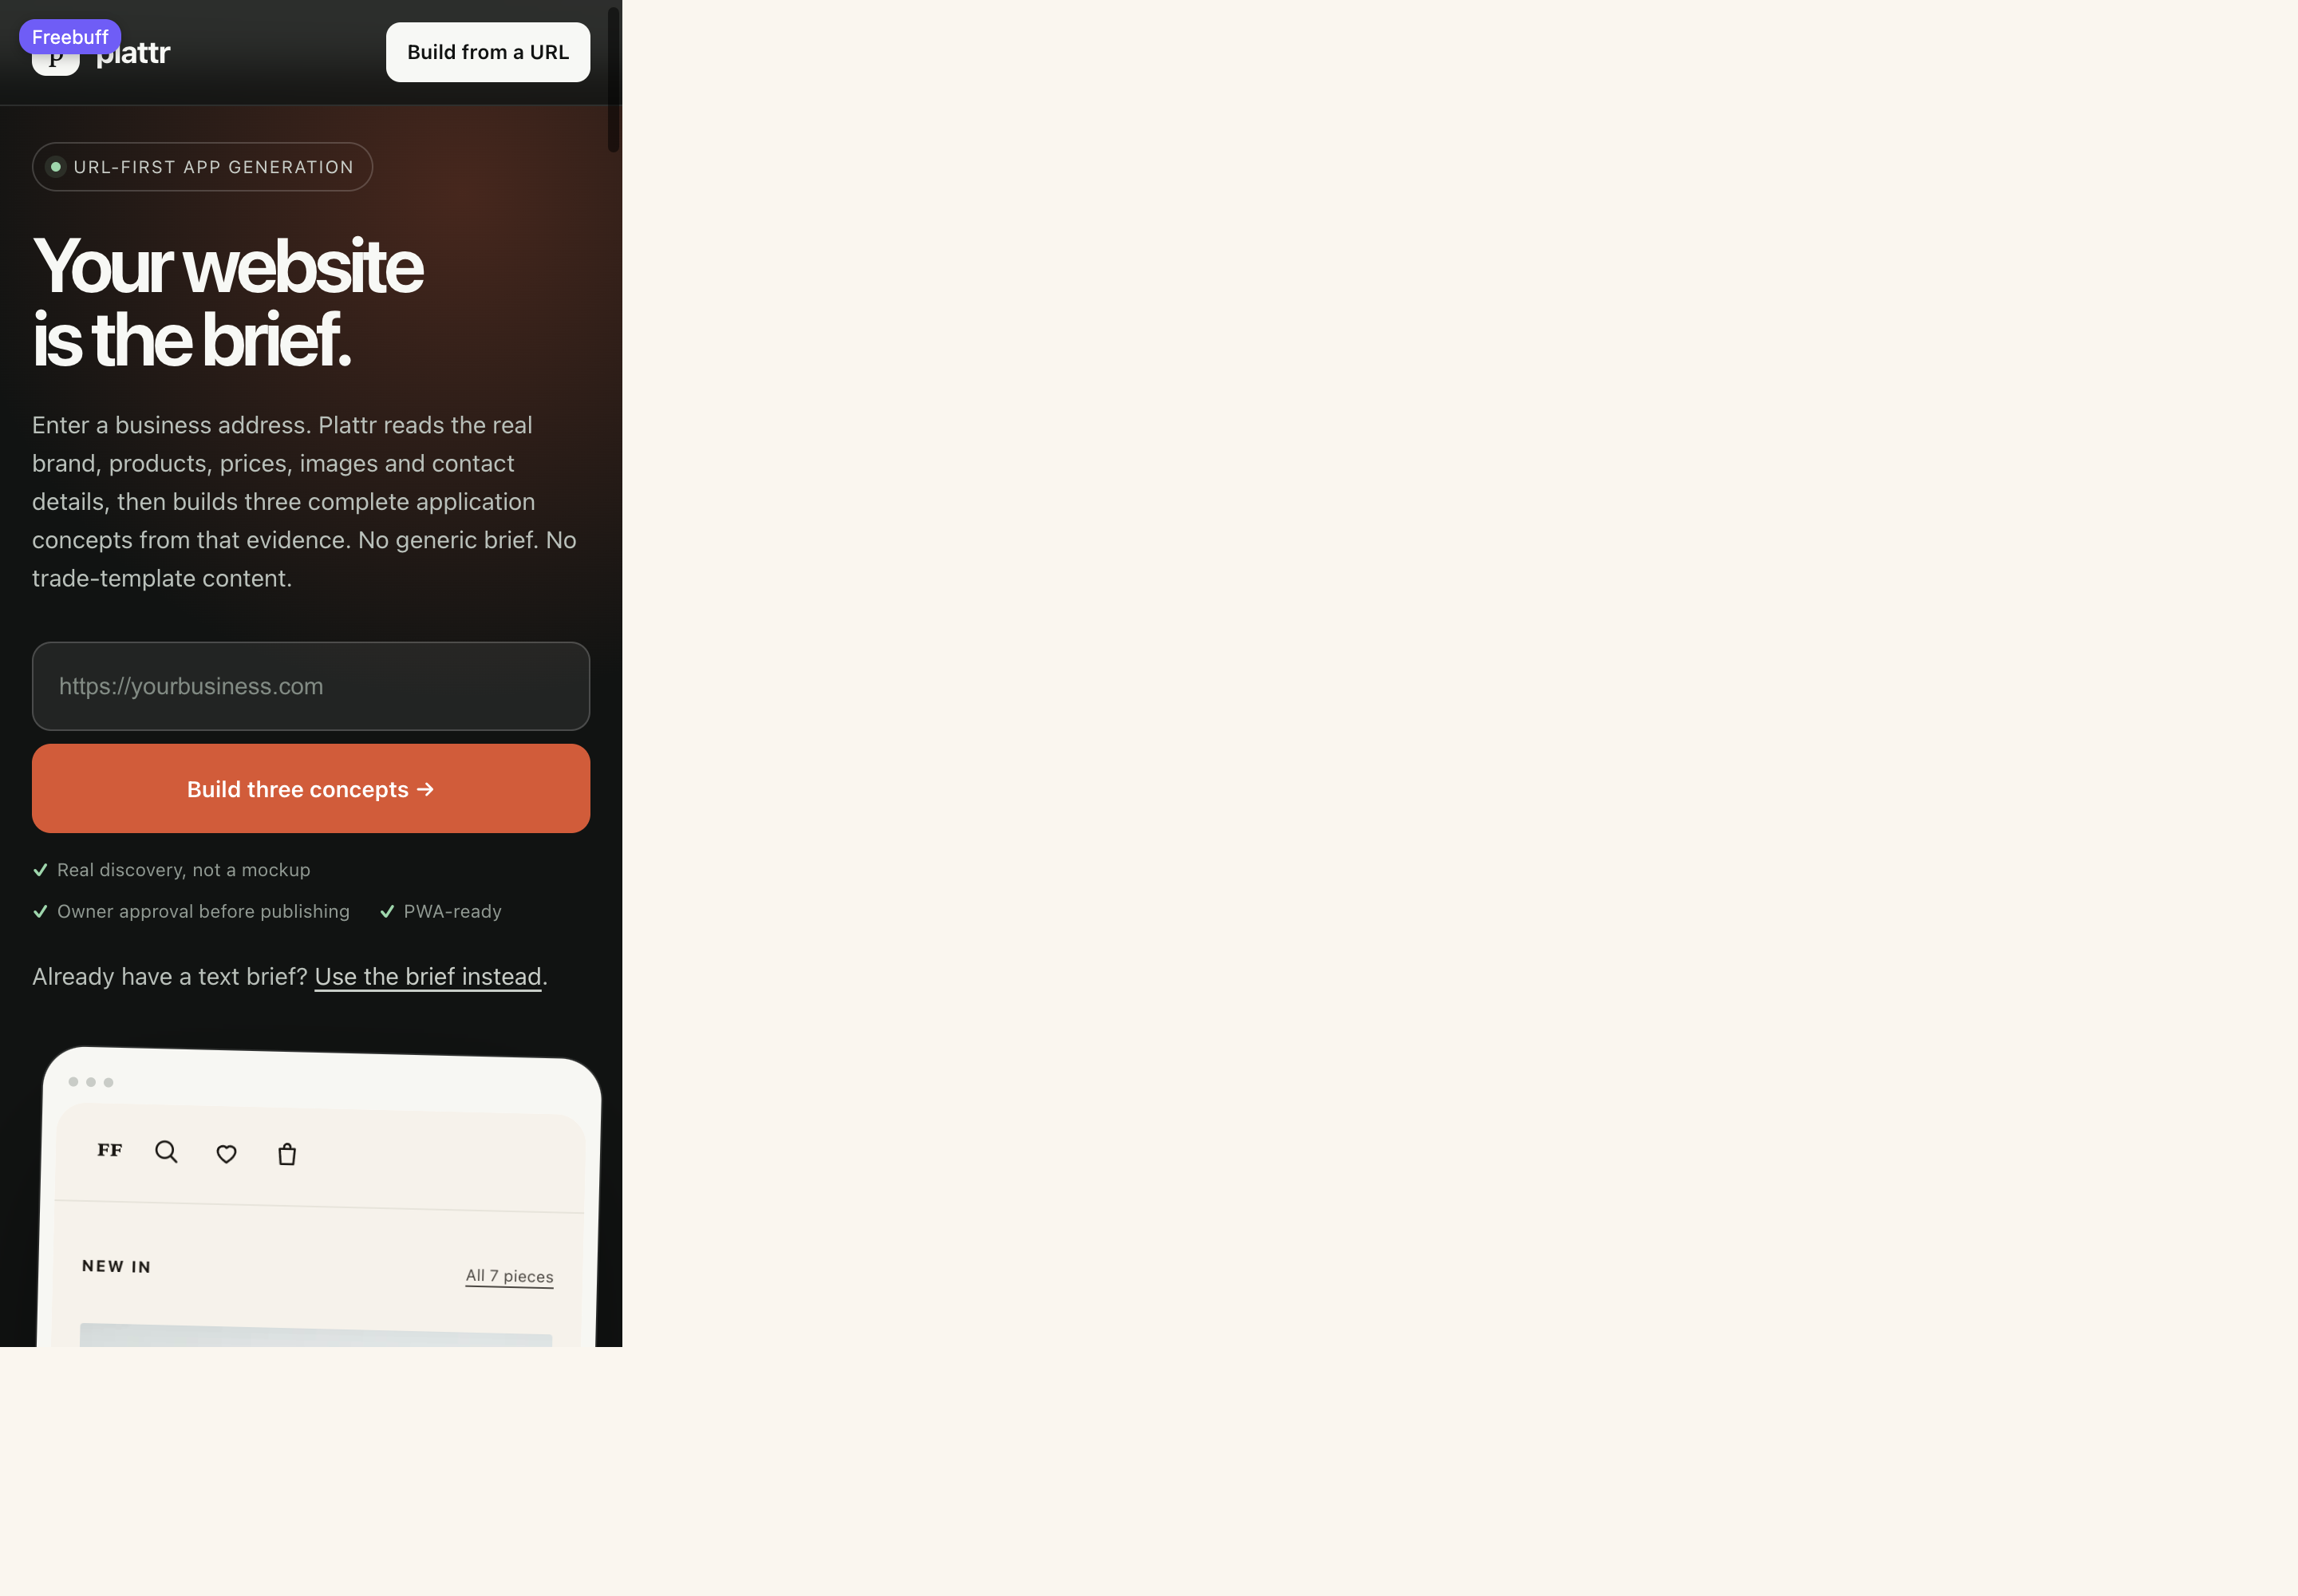 Freebuff
plattr
Build from a URL
URL-FIRST APP GENERATION
Your website
is the brief.
Enter a business address. Plattr reads the real
brand, products, prices, images and contact
details, then builds three complete application
concepts from that evidence. No generic brief. No
trade-template content.
https://yourbusiness.com
Build three concepts →
Real discovery, not a mockup
Owner approval before publishing PWA-ready
Already have a text brief? Use the brief instead.
FF
NEW IN All 7 pieces